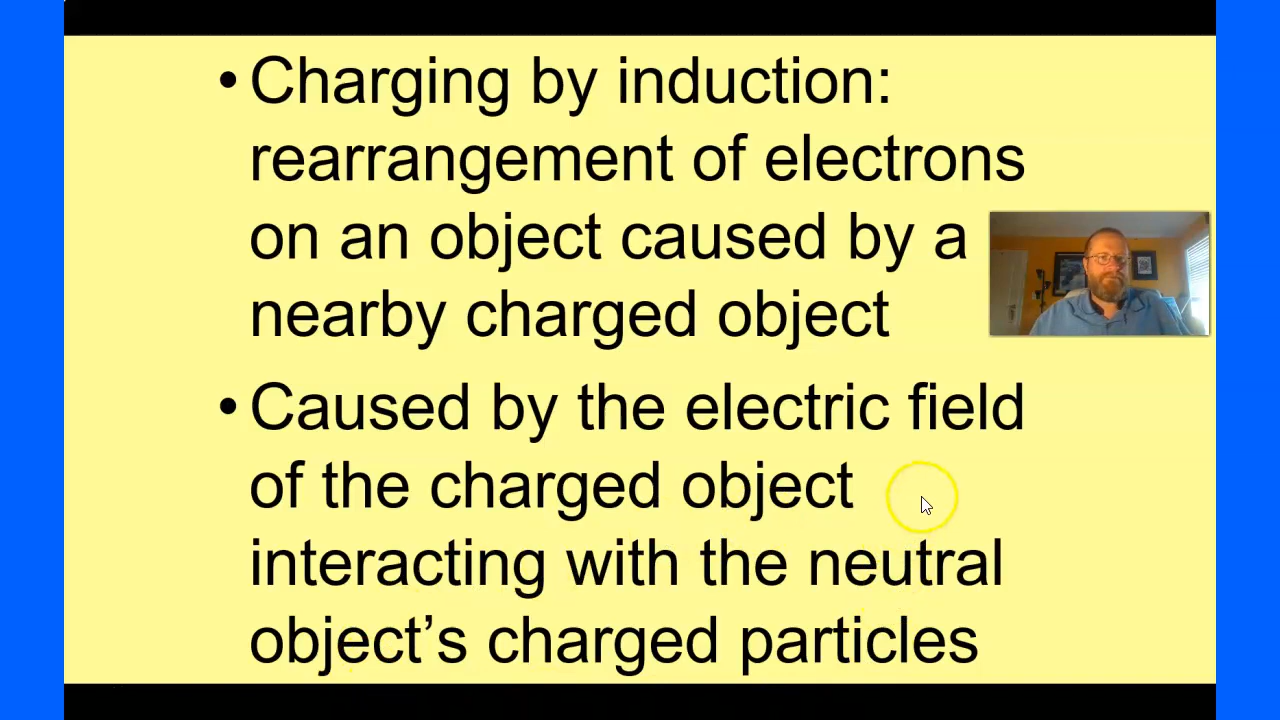 • Charging by induction:
rearrangement of electrons
on an object caused by a
nearby charged object
• Caused by the electric field
of the charged object
interacting with the neutral
object’s charged particles